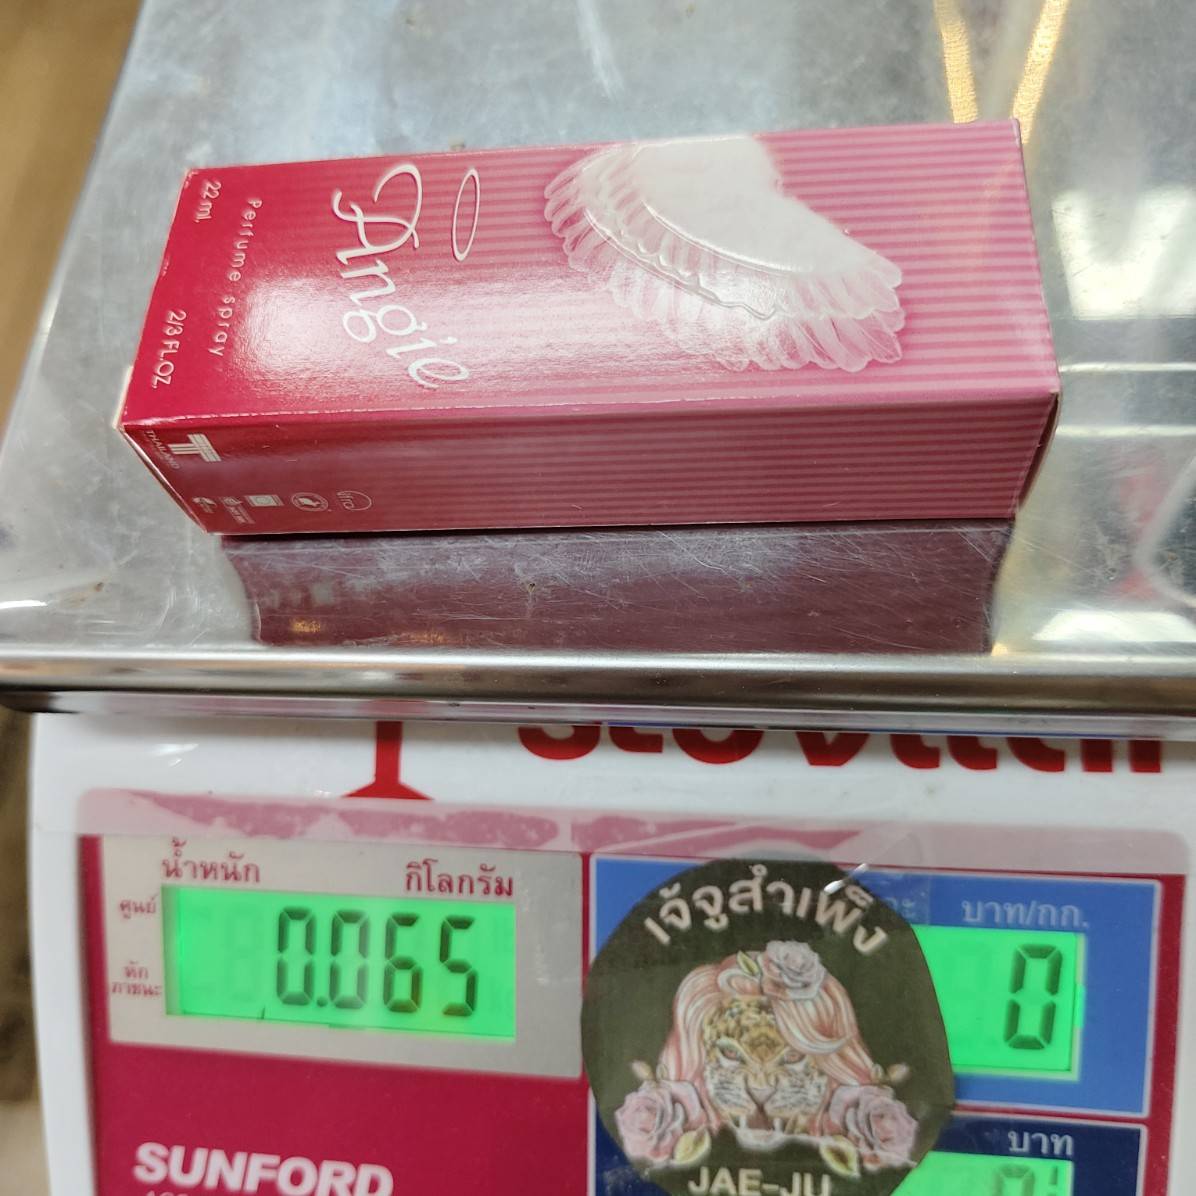 Angie
Perfume spray
22 ml.
2/3 FL.OZ.
THAILAND
น้ำหนัก
กิโลกรัม
ศูนย์
หัก
ภาชนะ
0.065
เจ้จูสำเพ็ง
JAE-JU
บาท/กก.
0
บาท
SUNFORD